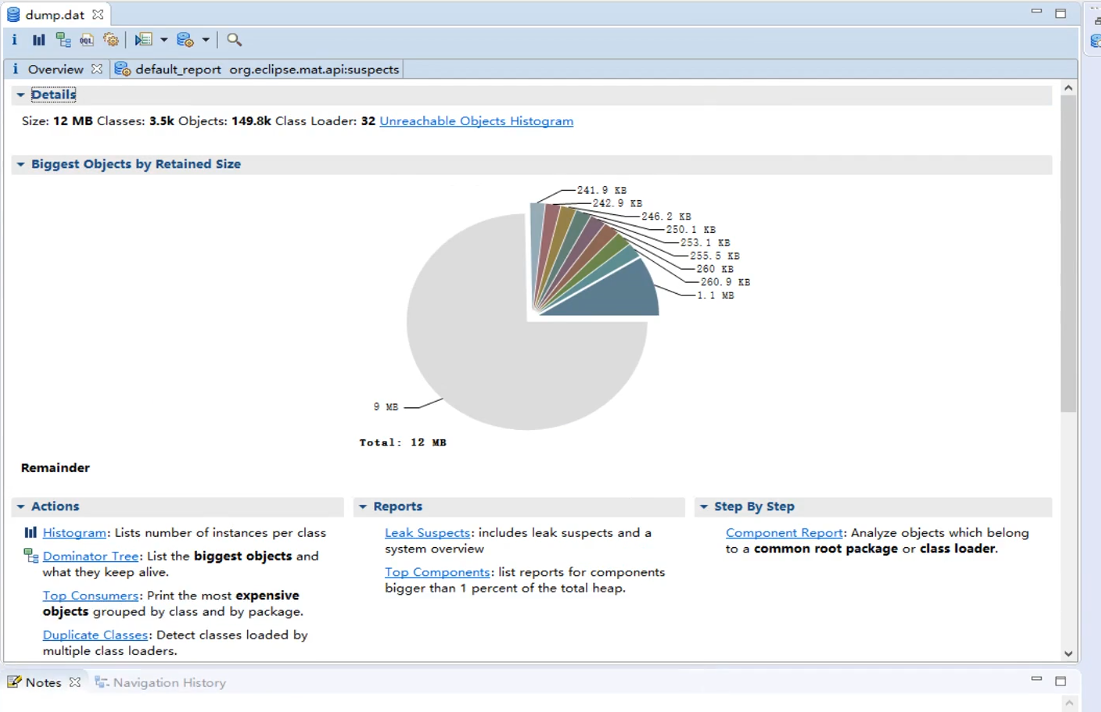 dump.dat
Overview default_report org.eclipse.mat.api:suspects
Details
Size: 12 MB Classes: 3.5k Objects: 149.8k Class Loader: 32 Unreachable Objects Histogram
Biggest Objects by Retained Size
241.9 KB
242.9 KB
246.2 KB
250.1 KB
253.1 KB
255.5 KB
260 KB
260.9 KB
1.1 MB
9 MB
Total: 12 MB
Remainder
Actions
Histogram: Lists number of instances per class
Dominator Tree: List the biggest objects and
what they keep alive.
Top Consumers: Print the most expensive
objects grouped by class and by package.
Duplicate Classes: Detect classes loaded by
multiple class loaders.
Reports
Leak Suspects: includes leak suspects and a
system overview
Top Components: list reports for components
bigger than 1 percent of the total heap.
Step By Step
Component Report: Analyze objects which belong
to a common root package or class loader.
Notes Navigation History